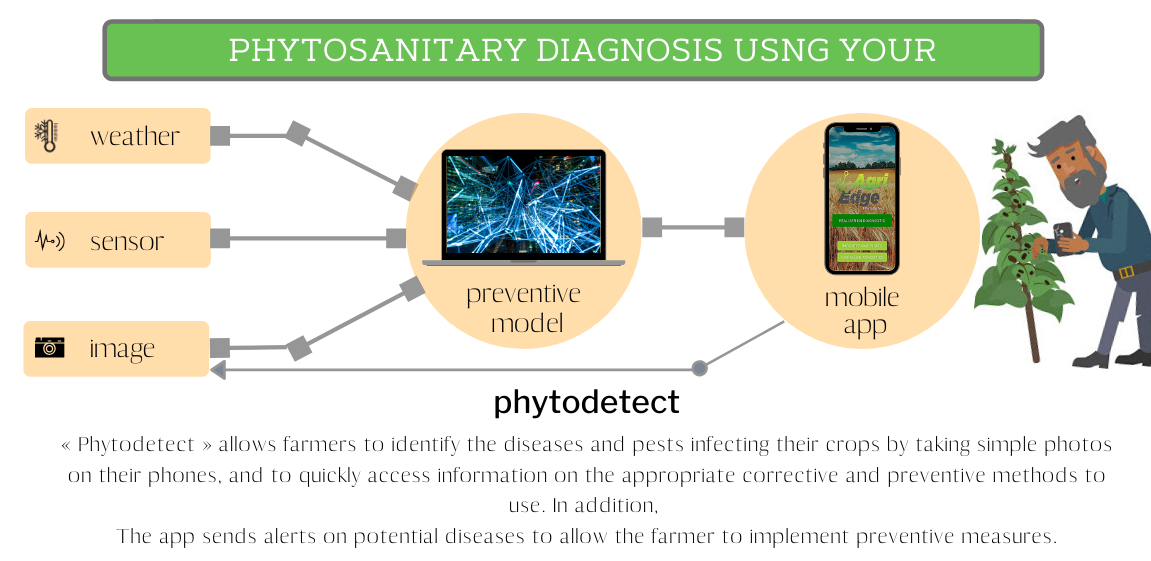 PHYTOSANITARY DIAGNOSIS USNG YOUR
weather
sensor
image
preventive
model
Agri
Edge
mobile
app
phytodetect
« Phytodetect » allows farmers to identify the diseases and pests infecting their crops by taking simple photos
on their phones, and to quickly access information on the appropriate corrective and preventive methods to
use. In addition,
The app sends alerts on potential diseases to allow the farmer to implement preventive measures.